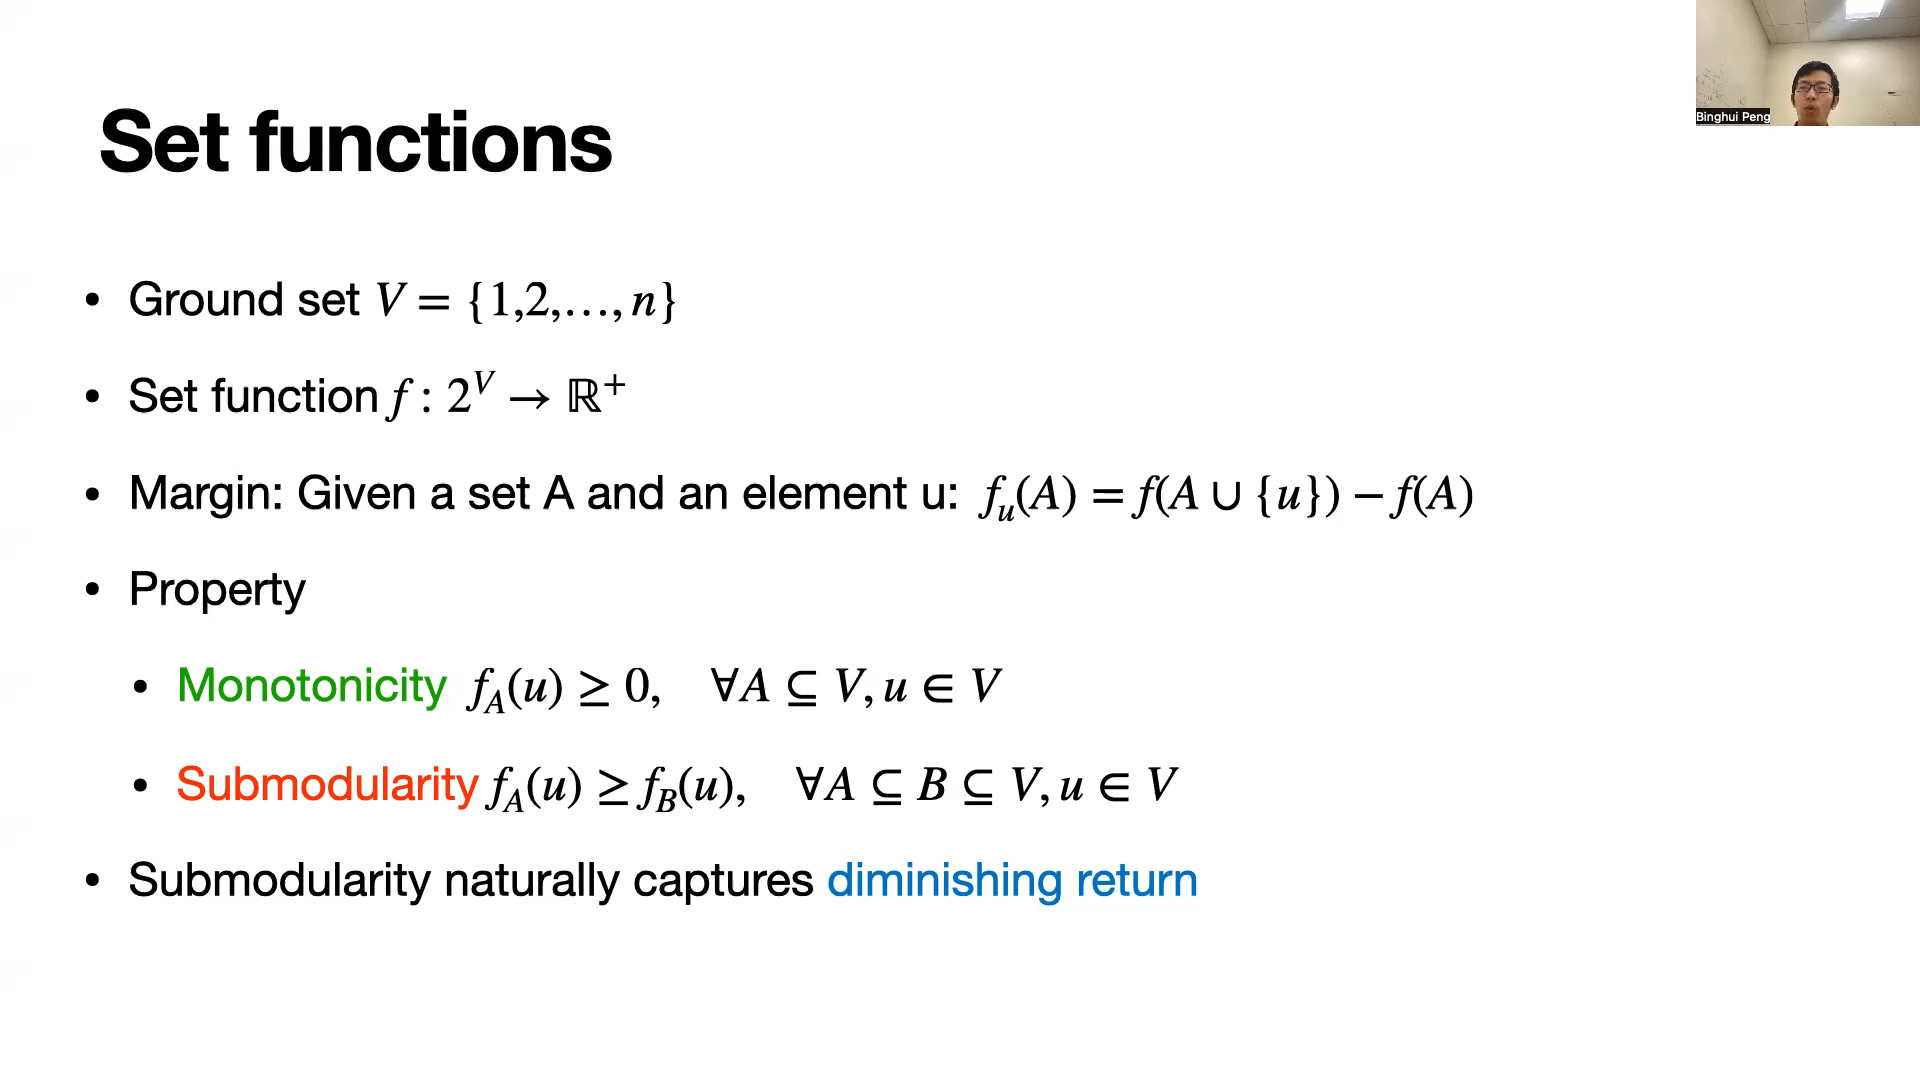 Binghui Peng
Set functions
• Ground set V = {1,2,…, n}
• Set function f : 2^V → ℝ^+
• Margin: Given a set A and an element u: f_u(A) = f(A ∪ {u}) − f(A)
• Property
• Monotonicity f_A(u) ≥ 0, ∀A ⊆ V, u ∈ V
• Submodularity f_A(u) ≥ f_B(u), ∀A ⊆ B ⊆ V, u ∈ V
• Submodularity naturally captures diminishing return